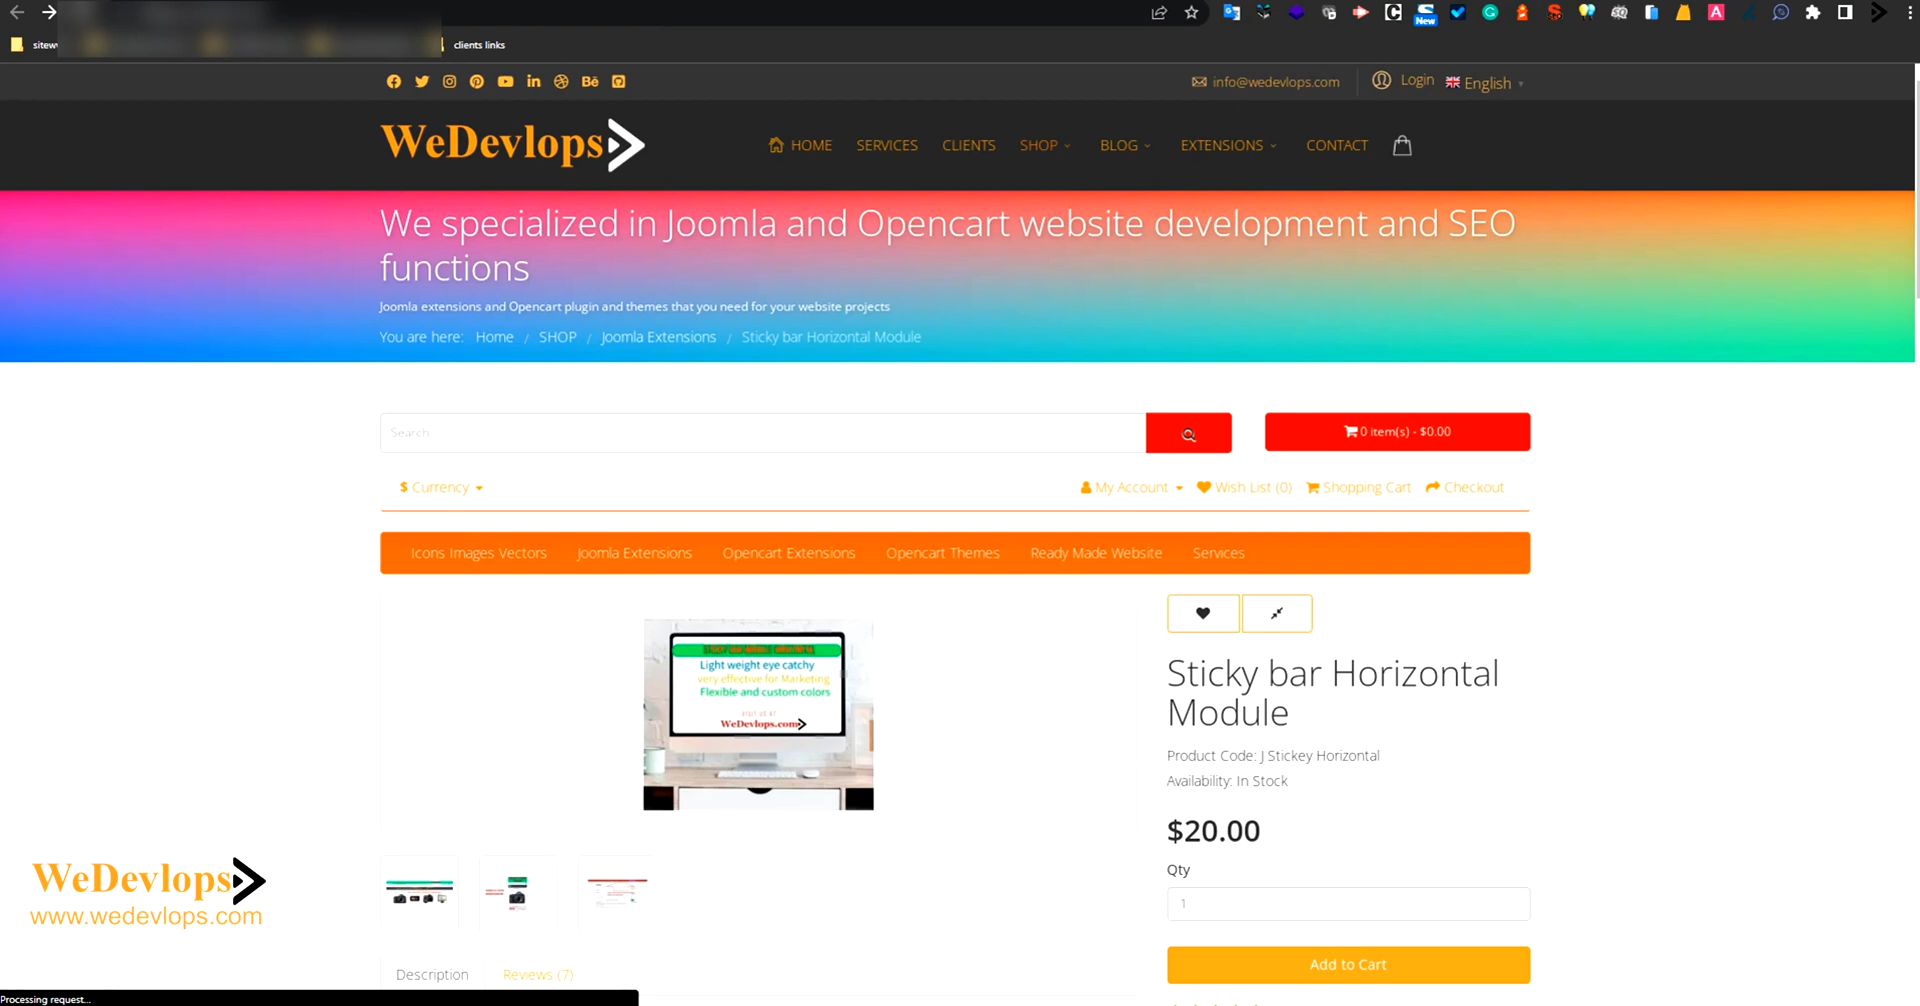 sitew
clients links
New
info@wedevlops.com
Login
English
WeDevlops
HOME
SERVICES
CLIENTS
SHOP
BLOG
EXTENSIONS
CONTACT
We specialized in Joomla and Opencart website development and SEO
functions
Joomla extensions and Opencart plugin and themes that you need for your website projects
You are here: Home / SHOP / Joomla Extensions / Sticky bar Horizontal Module
Search
0 item(s) - $0.00
$ Currency
My Account
Wish List (0)
Shopping Cart
Checkout
Icons Images Vectors
Joomla Extensions
Opencart Extensions
Opencart Themes
Ready Made Website
Services
Light weight eye catchy
very effective for Marketing
Flexible and custom colors
VISIT US AT
WeDevlops.com
Sticky bar Horizontal
Module
Product Code: J Stickey Horizontal
Availability: In Stock
$20.00
Qty
1
Add to Cart
WeDevlops
www.wedevlops.com
Description
Reviews (7)
Processing request...